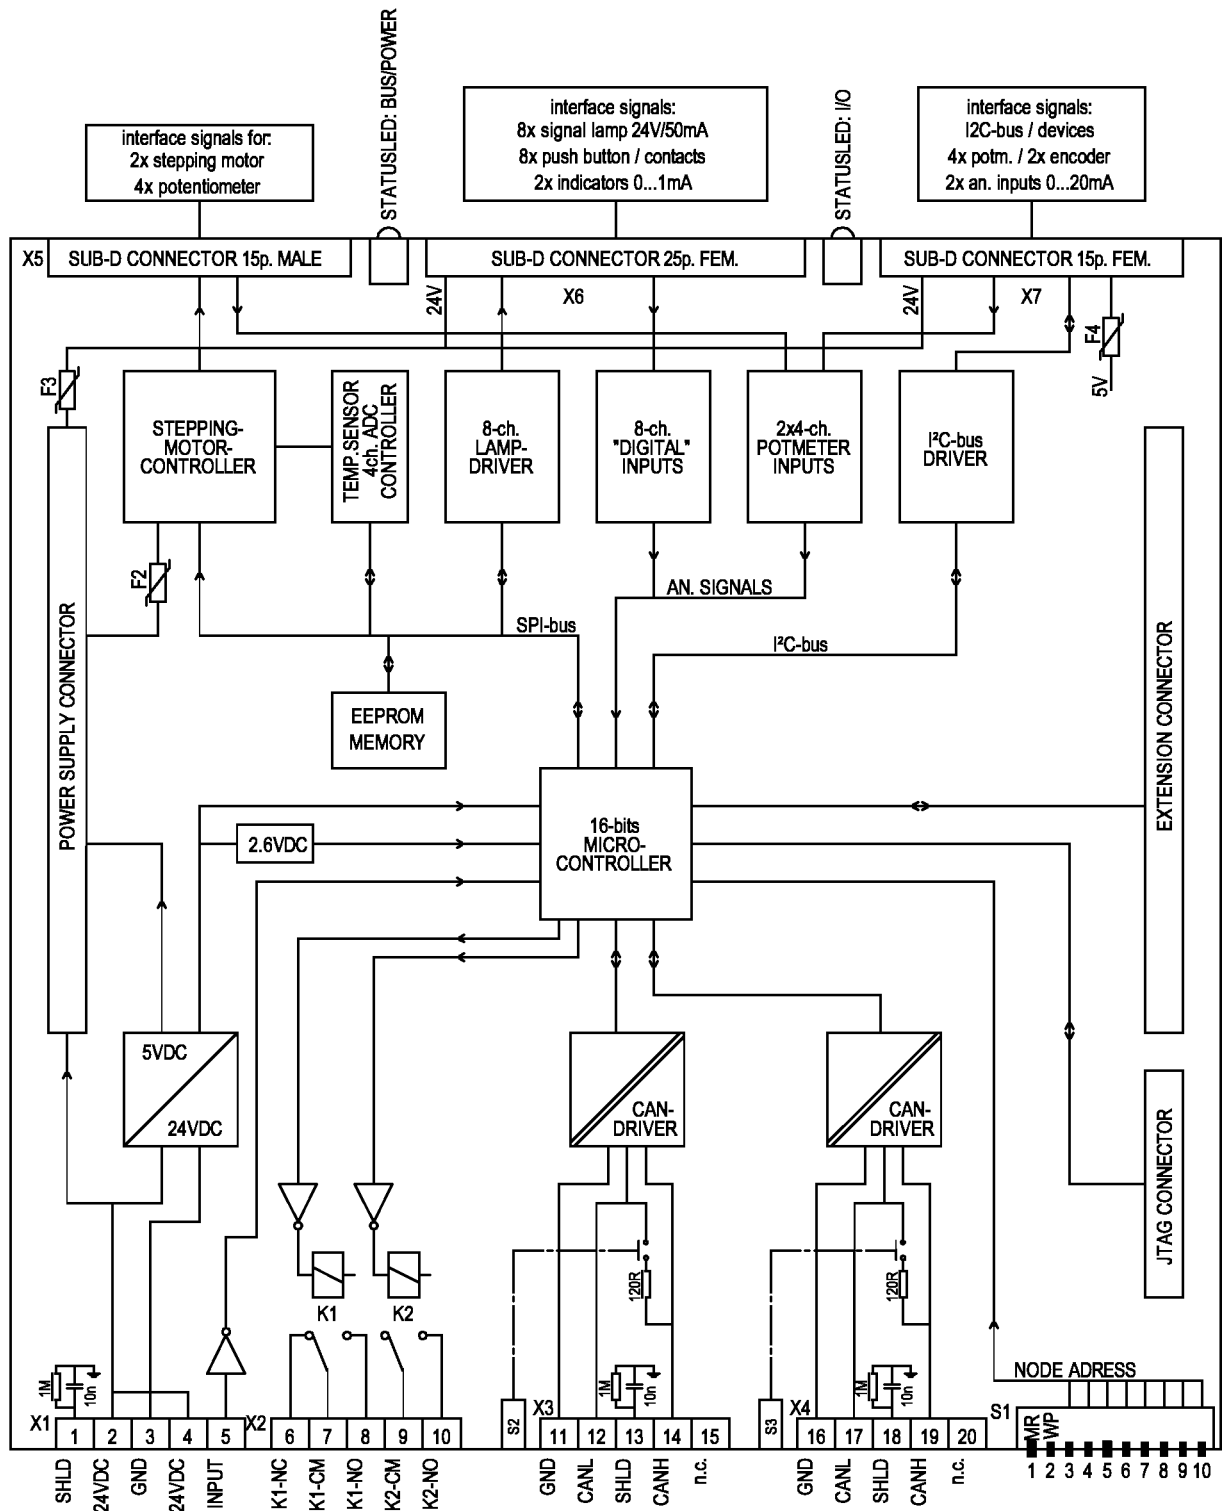 STATUSLED: BUS/POWER
STATUSLED: I/O
interface signals for:
2x stepping motor
4x potentiometer
interface signals:
8x signal lamp 24V/50mA
8x push button / contacts
2x indicators 0...1mA
interface signals:
I2C-bus / devices
4x potm. / 2x encoder
2x an. inputs 0...20mA
X5
SUB-D CONNECTOR 15p. MALE
SUB-D CONNECTOR 25p. FEM.
SUB-D CONNECTOR 15p. FEM.
24V
X6
24V
X7
F4
5V
F3
STEPPING-
MOTOR-
CONTROLLER
TEMP.SENSOR
4ch. ADC
CONTROLLER
8-ch.
LAMP-
DRIVER
8-ch.
"DIGITAL"
INPUTS
2x4-ch.
POTMETER
INPUTS
I²C-bus
DRIVER
F2
AN. SIGNALS
SPI-bus
I²C-bus
POWER SUPPLY CONNECTOR
EXTENSION CONNECTOR
EEPROM
MEMORY
16-bits
MICRO-
CONTROLLER
2.6VDC
5VDC
24VDC
CAN-
DRIVER
CAN-
DRIVER
JTAG CONNECTOR
K1
K2
120R
120R
NODE ADRESS
1M
10n
1M
10n
1M
10n
X1
1
2
3
4
5
X2
6
7
8
9
10
S2
X3
11
12
13
14
15
S3
X4
16
17
18
19
20
S1
MR
WP
1
2
3
4
5
6
7
8
9
10
SHLD
24VDC
GND
24VDC
INPUT
K1-NC
K1-CM
K1-NO
K2-CM
K2-NO
GND
CANL
SHLD
CANH
n.c.
GND
CANL
SHLD
CANH
n.c.